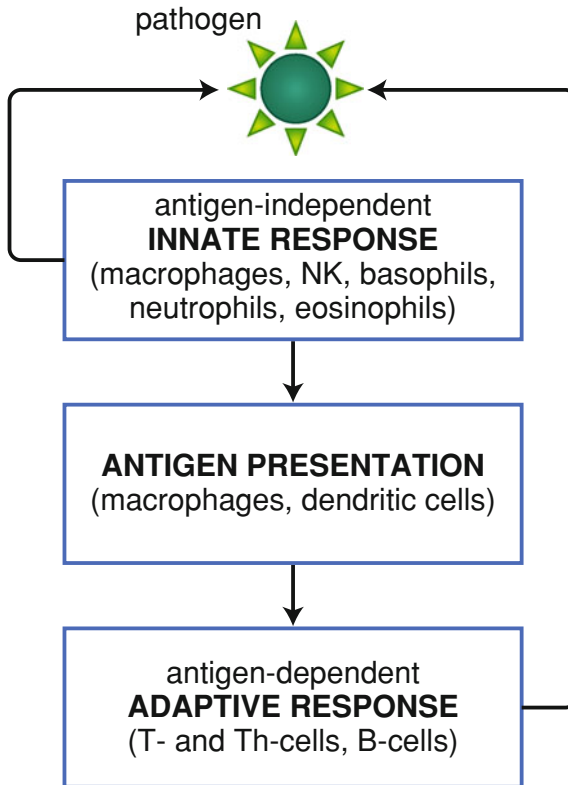 pathogen
antigen-independent
INNATE RESPONSE
(macrophages, NK, basophils,
neutrophils, eosinophils)
ANTIGEN PRESENTATION
(macrophages, dendritic cells)
antigen-dependent
ADAPTIVE RESPONSE
(T- and Th-cells, B-cells)